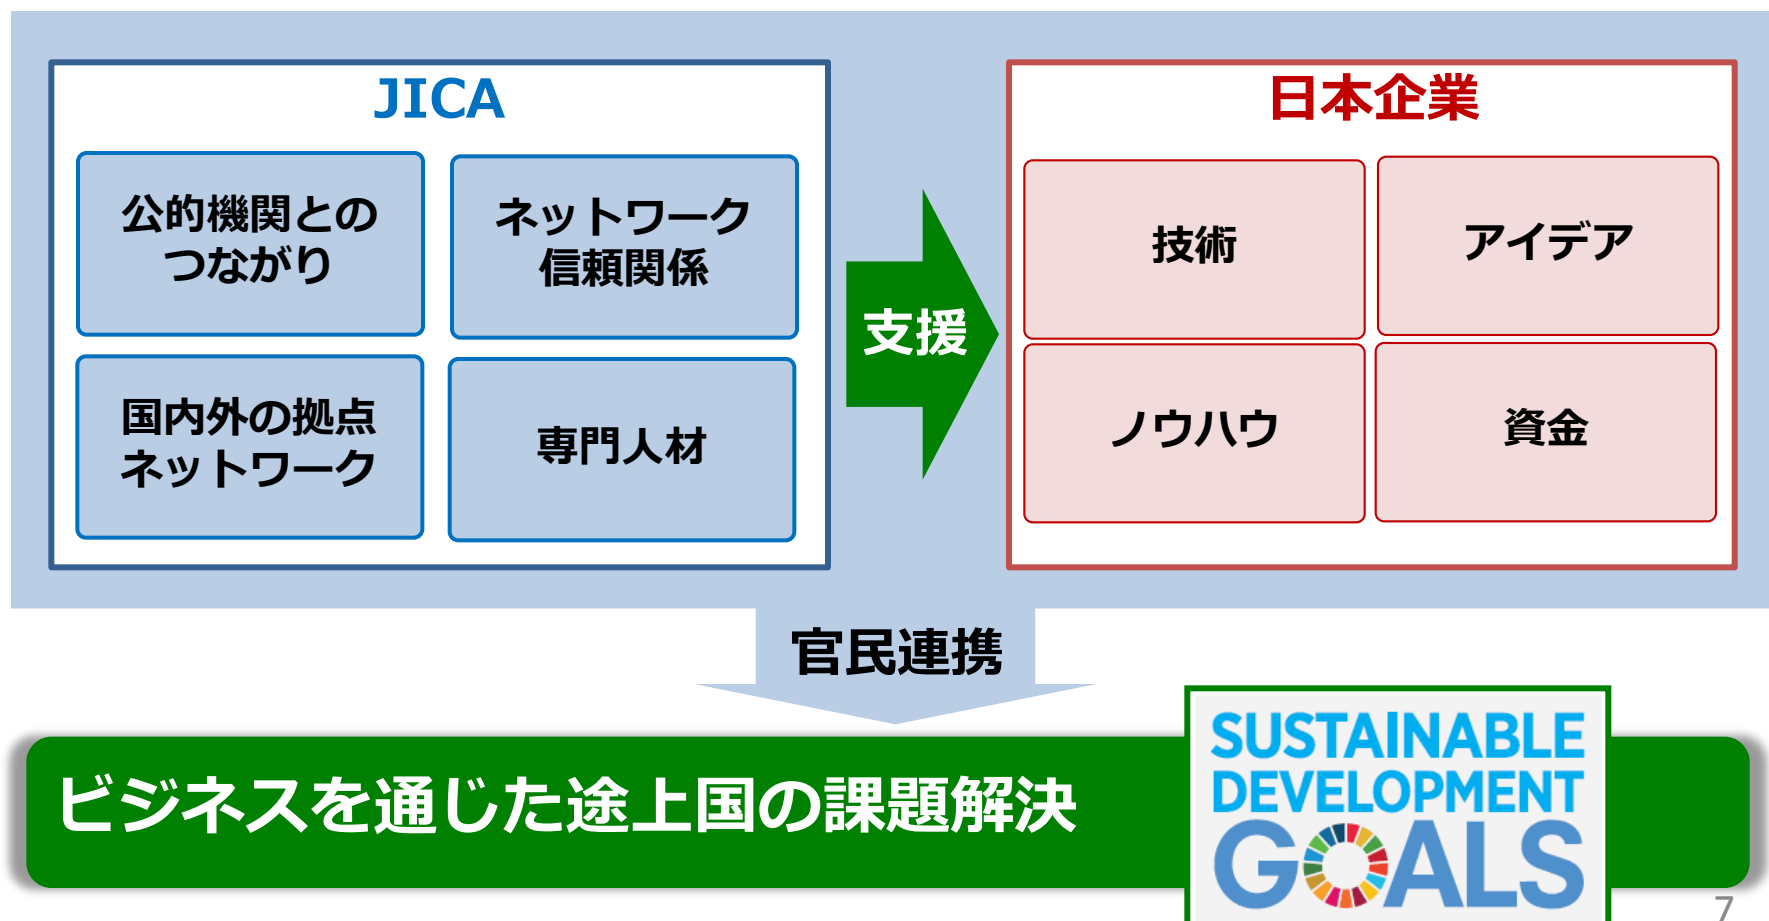 JICA
公的機関との
つながり
ネットワーク
信頼関係
国内外の拠点
ネットワーク
専門人材
支援
日本企業
技術
アイデア
ノウハウ
資金
官民連携
ビジネスを通じた途上国の課題解決
SUSTAINABLE
DEVELOPMENT
GOALS
7